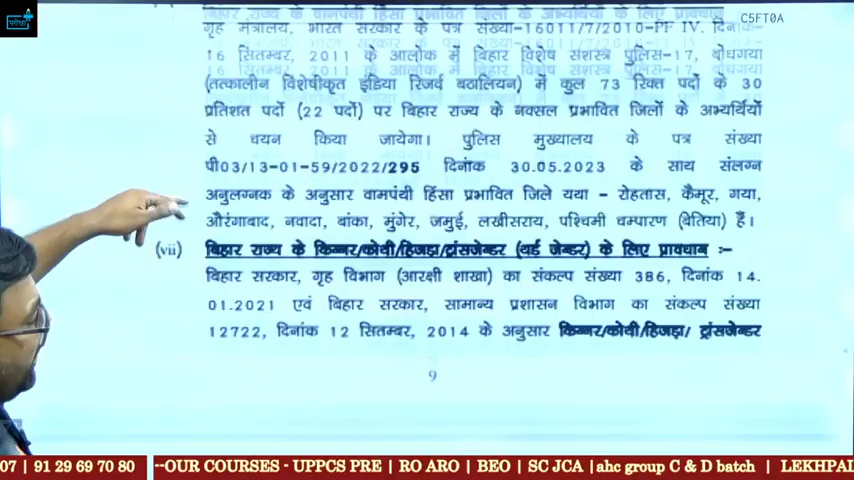 परीक्षा
C5FT0A
बिहार राज्य के वामपंथी हिंसा प्रभावित जिलों के अभ्यर्थियों के लिए प्रावधान
गृह मंत्रालय, भारत सरकार के पत्र संख्या-16011/7/2010-PF IV. दिनांक-
16 सितम्बर, 2011 के आलोक में बिहार विशेष सशस्त्र पुलिस-17, बोधगया
(तत्कालीन विशेषीकृत इंडिया रिजर्व बटालियन) में कुल 73 रिक्त पदों के 30
प्रतिशत पदों (22 पदों) पर बिहार राज्य के नक्सल प्रभावित जिलों के अभ्यर्थियों
से चयन किया जायेगा। पुलिस मुख्यालय के पत्र संख्या
पी03/13-01-59/2022/295 दिनांक 30.05.2023 के साथ संलग्न
अनुलग्नक के अनुसार वामपंथी हिंसा प्रभावित जिले यथा - रोहतास, कैमूर, गया,
औरंगाबाद, नवादा, बांका, मुंगेर, जमुई, लखीसराय, पश्चिमी चम्पारण (बेतिया) हैं।
(vii) बिहार राज्य के किन्नर/कोथी/हिजड़ा/ट्रांसजेन्डर (थर्ड जेन्डर) के लिए प्रावधान :-
बिहार सरकार, गृह विभाग (आरक्षी शाखा) का संकल्प संख्या 386, दिनांक 14.
01.2021 एवं बिहार सरकार, सामान्य प्रशासन विभाग का संकल्प संख्या
12722, दिनांक 12 सितम्बर, 2014 के अनुसार किन्नर/कोथी/हिजड़ा/ ट्रांसजेन्डर
9
07 | 91 29 69 70 80 --OUR COURSES - UPPCS PRE | RO ARO | BEO | SC JCA |ahc group C & D batch | LEKHPAL